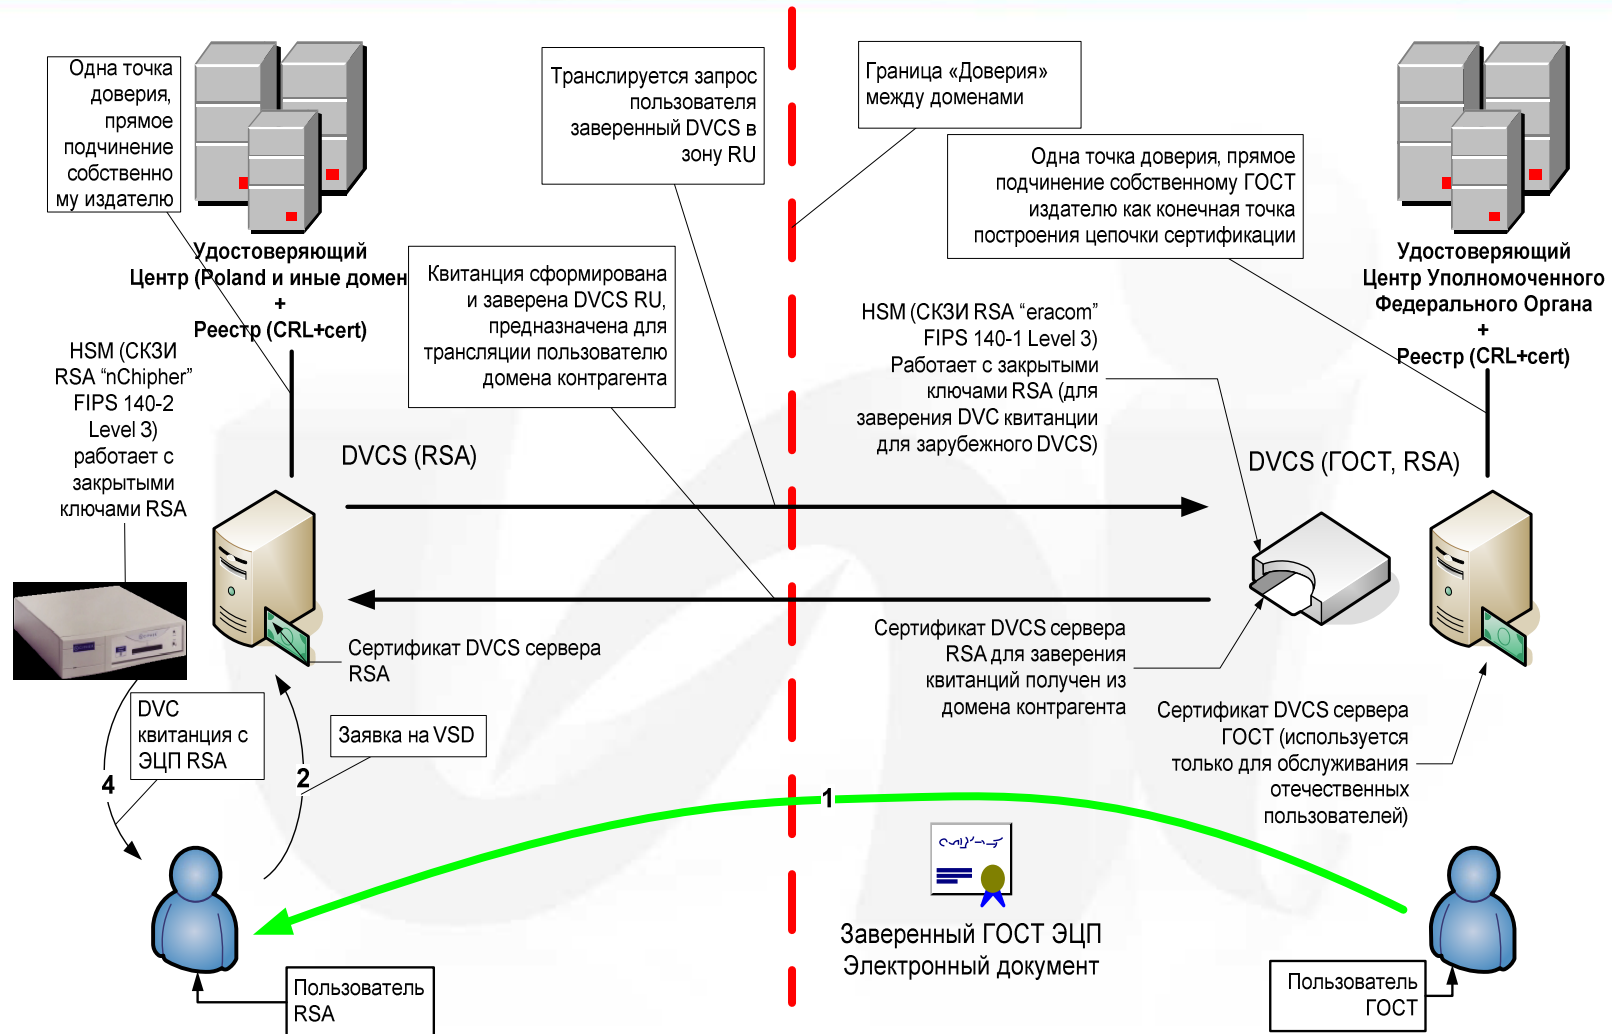 Одна точка
доверия,
прямое
подчинение
собственно
му издателю
Удостоверяющий
Центр (Poland и иные домен
+
Реестр (CRL+cert)
HSM (СКЗИ
RSA “nChipher”
FIPS 140-2
Level 3)
работает с
закрытыми
ключами RSA
Транслируется запрос
пользователя
заверенный DVCS в
зону RU
Квитанция сформирована
и заверена DVCS RU,
предназначена для
трансляции пользователю
домена контрагента
Граница «Доверия»
между доменами
Одна точка доверия, прямое
подчинение собственному ГОСТ
издателю как конечная точка
построения цепочки сертификации
Удостоверяющий
Центр Уполномоченного
Федерального Органа
+
Реестр (CRL+cert)
HSM (СКЗИ RSA “eracom”
FIPS 140-1 Level 3)
Работает с закрытыми
ключами RSA (для
заверения DVC квитанции
для зарубежного DVCS)
DVCS (RSA)
DVCS (ГОСТ, RSA)
Сертификат DVCS сервера
RSA
Сертификат DVCS сервера
RSA для заверения
квитанций получен из
домена контрагента
Сертификат DVCS сервера
ГОСТ (используется
только для обслуживания
отечественных
пользователей)
DVC
квитанция с
ЭЦП RSA
Заявка на VSD
4
2
1
Заверенный ГОСТ ЭЦП
Электронный документ
Пользователь
RSA
Пользователь
ГОСТ